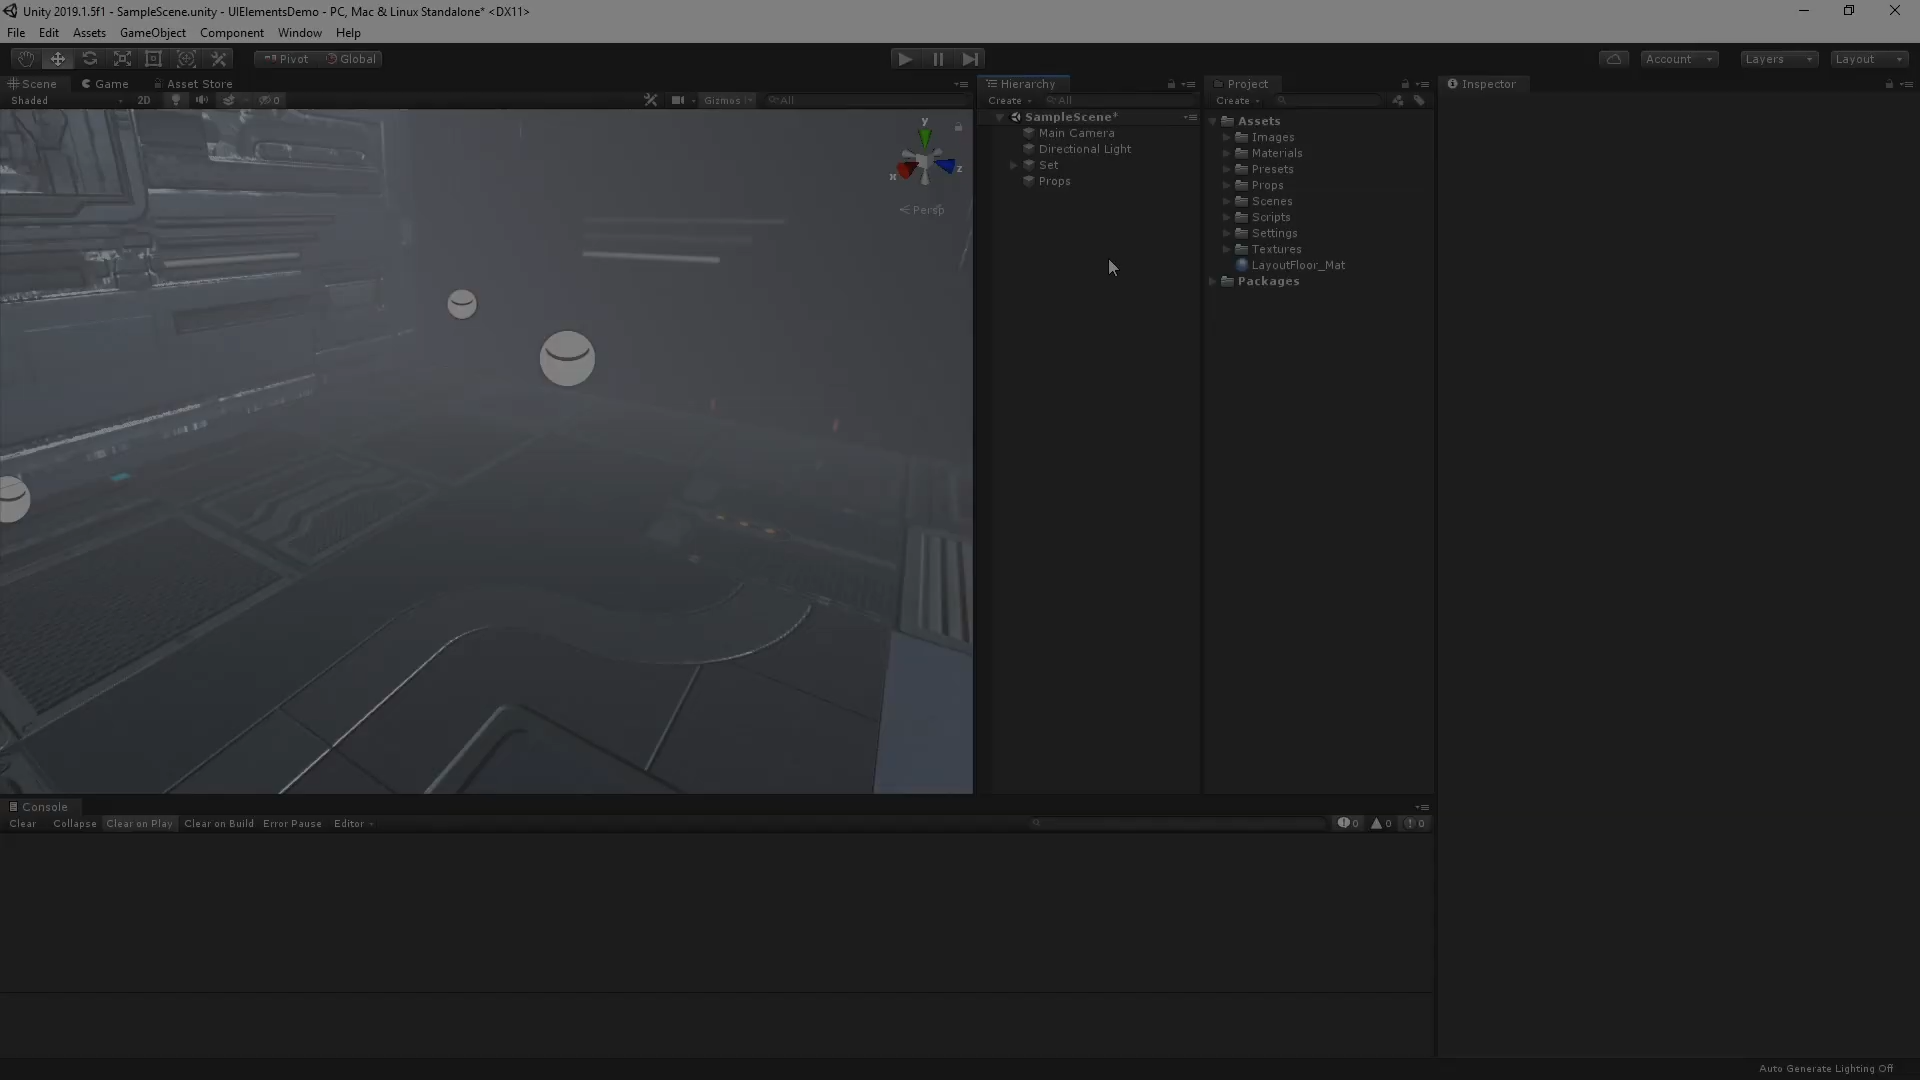 Unity 2019.1.5f1 - SampleScene.unity - UIElementsDemo - PC, Mac & Linux Standalone* <DX11>
File Edit Assets GameObject Component Window Help
Pivot Global
Account Layers Layout
Scene Game Asset Store
Shaded 2D 0 Gizmos All
y
x z
Persp
Hierarchy
Create All
SampleScene*
Main Camera
Directional Light
Set
Props
Project
Create
Assets
Images
Materials
Presets
Props
Scenes
Scripts
Settings
Textures
LayoutFloor_Mat
Packages
Inspector
Console
Clear Collapse Clear on Play Clear on Build Error Pause Editor 0 0 0
Auto Generate Lighting Off